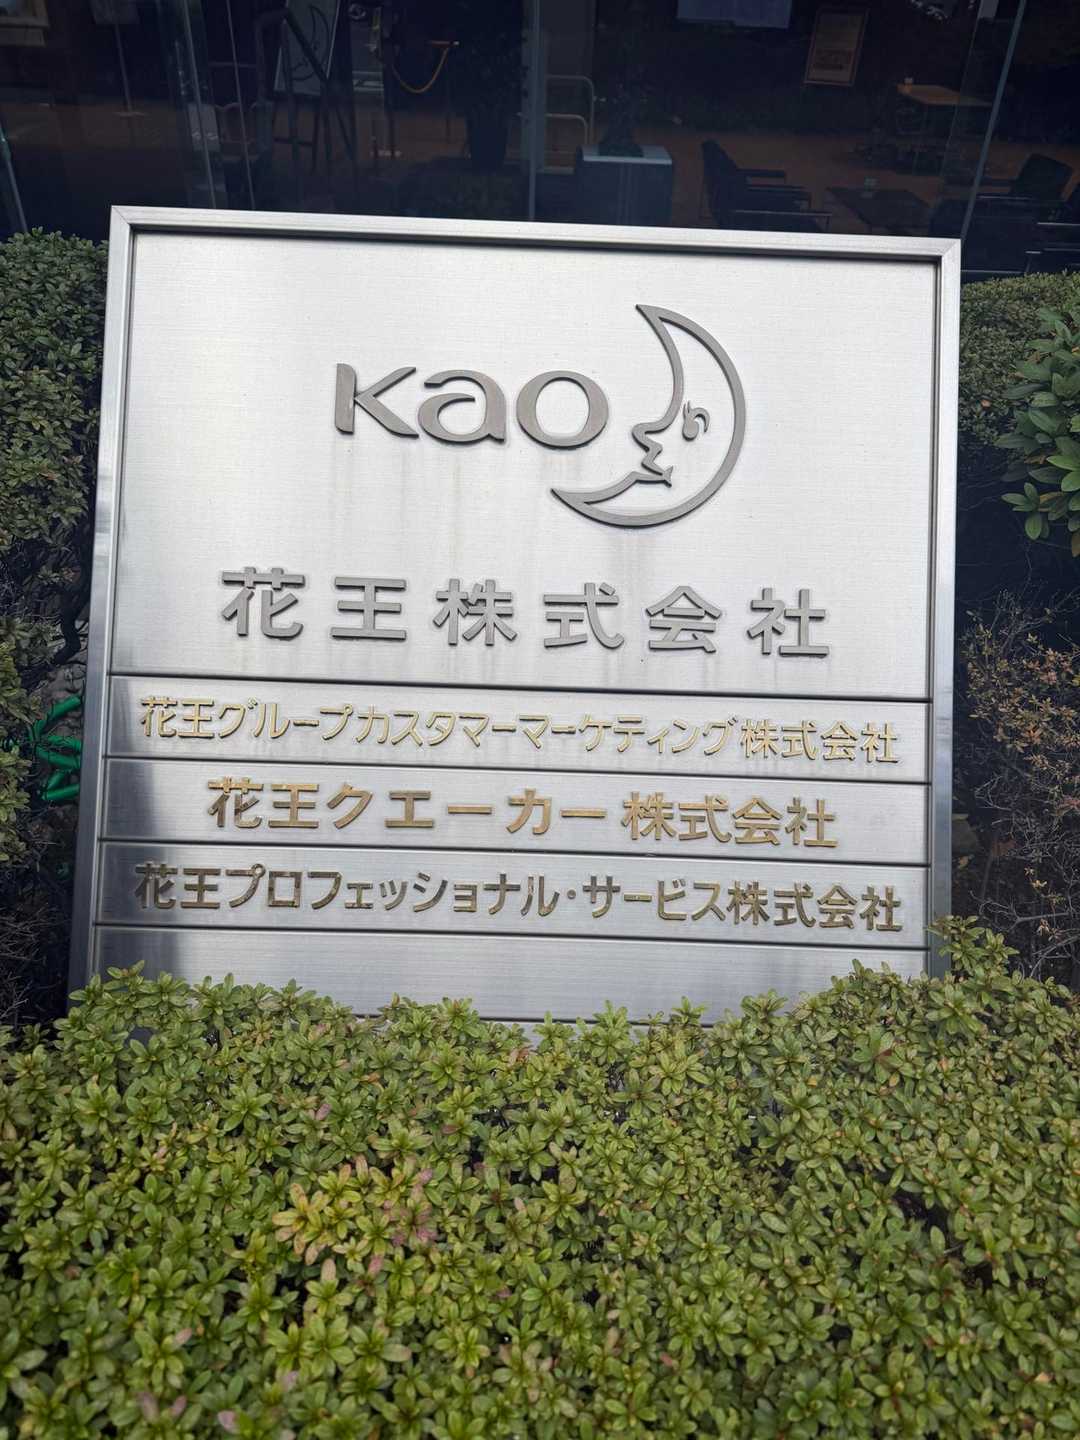 Kao
花王株式会社
花王グループカスタマーマーケティング株式会社
花王クエーカー株式会社
花王プロフェッショナル・サービス株式会社